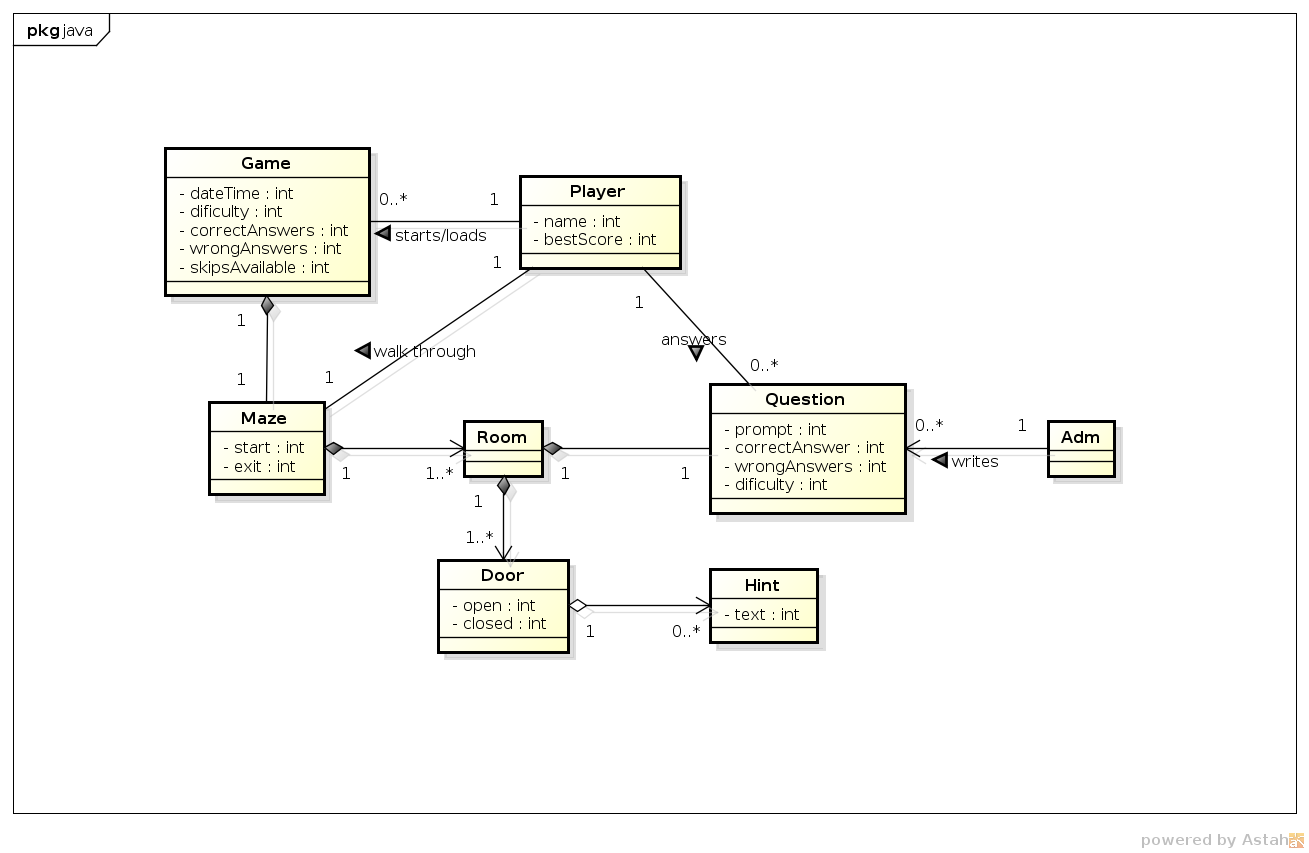 pkg java
Game
- dateTime : int
- dificulty : int
- correctAnswers : int
- wrongAnswers : int
- skipsAvailable : int
0..*
1
starts/loads
Player
- name : int
- bestScore : int
1
1
walk through
1
answers
0..*
1
1
1
Maze
- start : int
- exit : int
1
1..*
Room
1
1
Question
- prompt : int
- correctAnswer : int
- wrongAnswers : int
- dificulty : int
0..*
1
writes
Adm
1
1..*
Door
- open : int
- closed : int
1
0..*
Hint
- text : int
powered by Astah